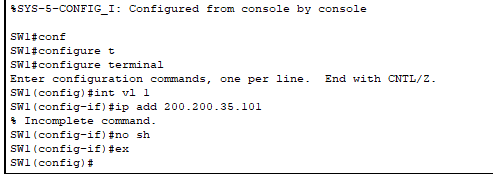 %SYS-5-CONFIG_I: Configured from console by console
SW1#conf
SW1#configure t
SW1#configure terminal
Enter configuration commands, one per line.  End with CNTL/Z.
SW1(config)#int vl 1
SW1(config-if)#ip add 200.200.35.101
% Incomplete command.
SW1(config-if)#no sh
SW1(config-if)#ex
SW1(config)#